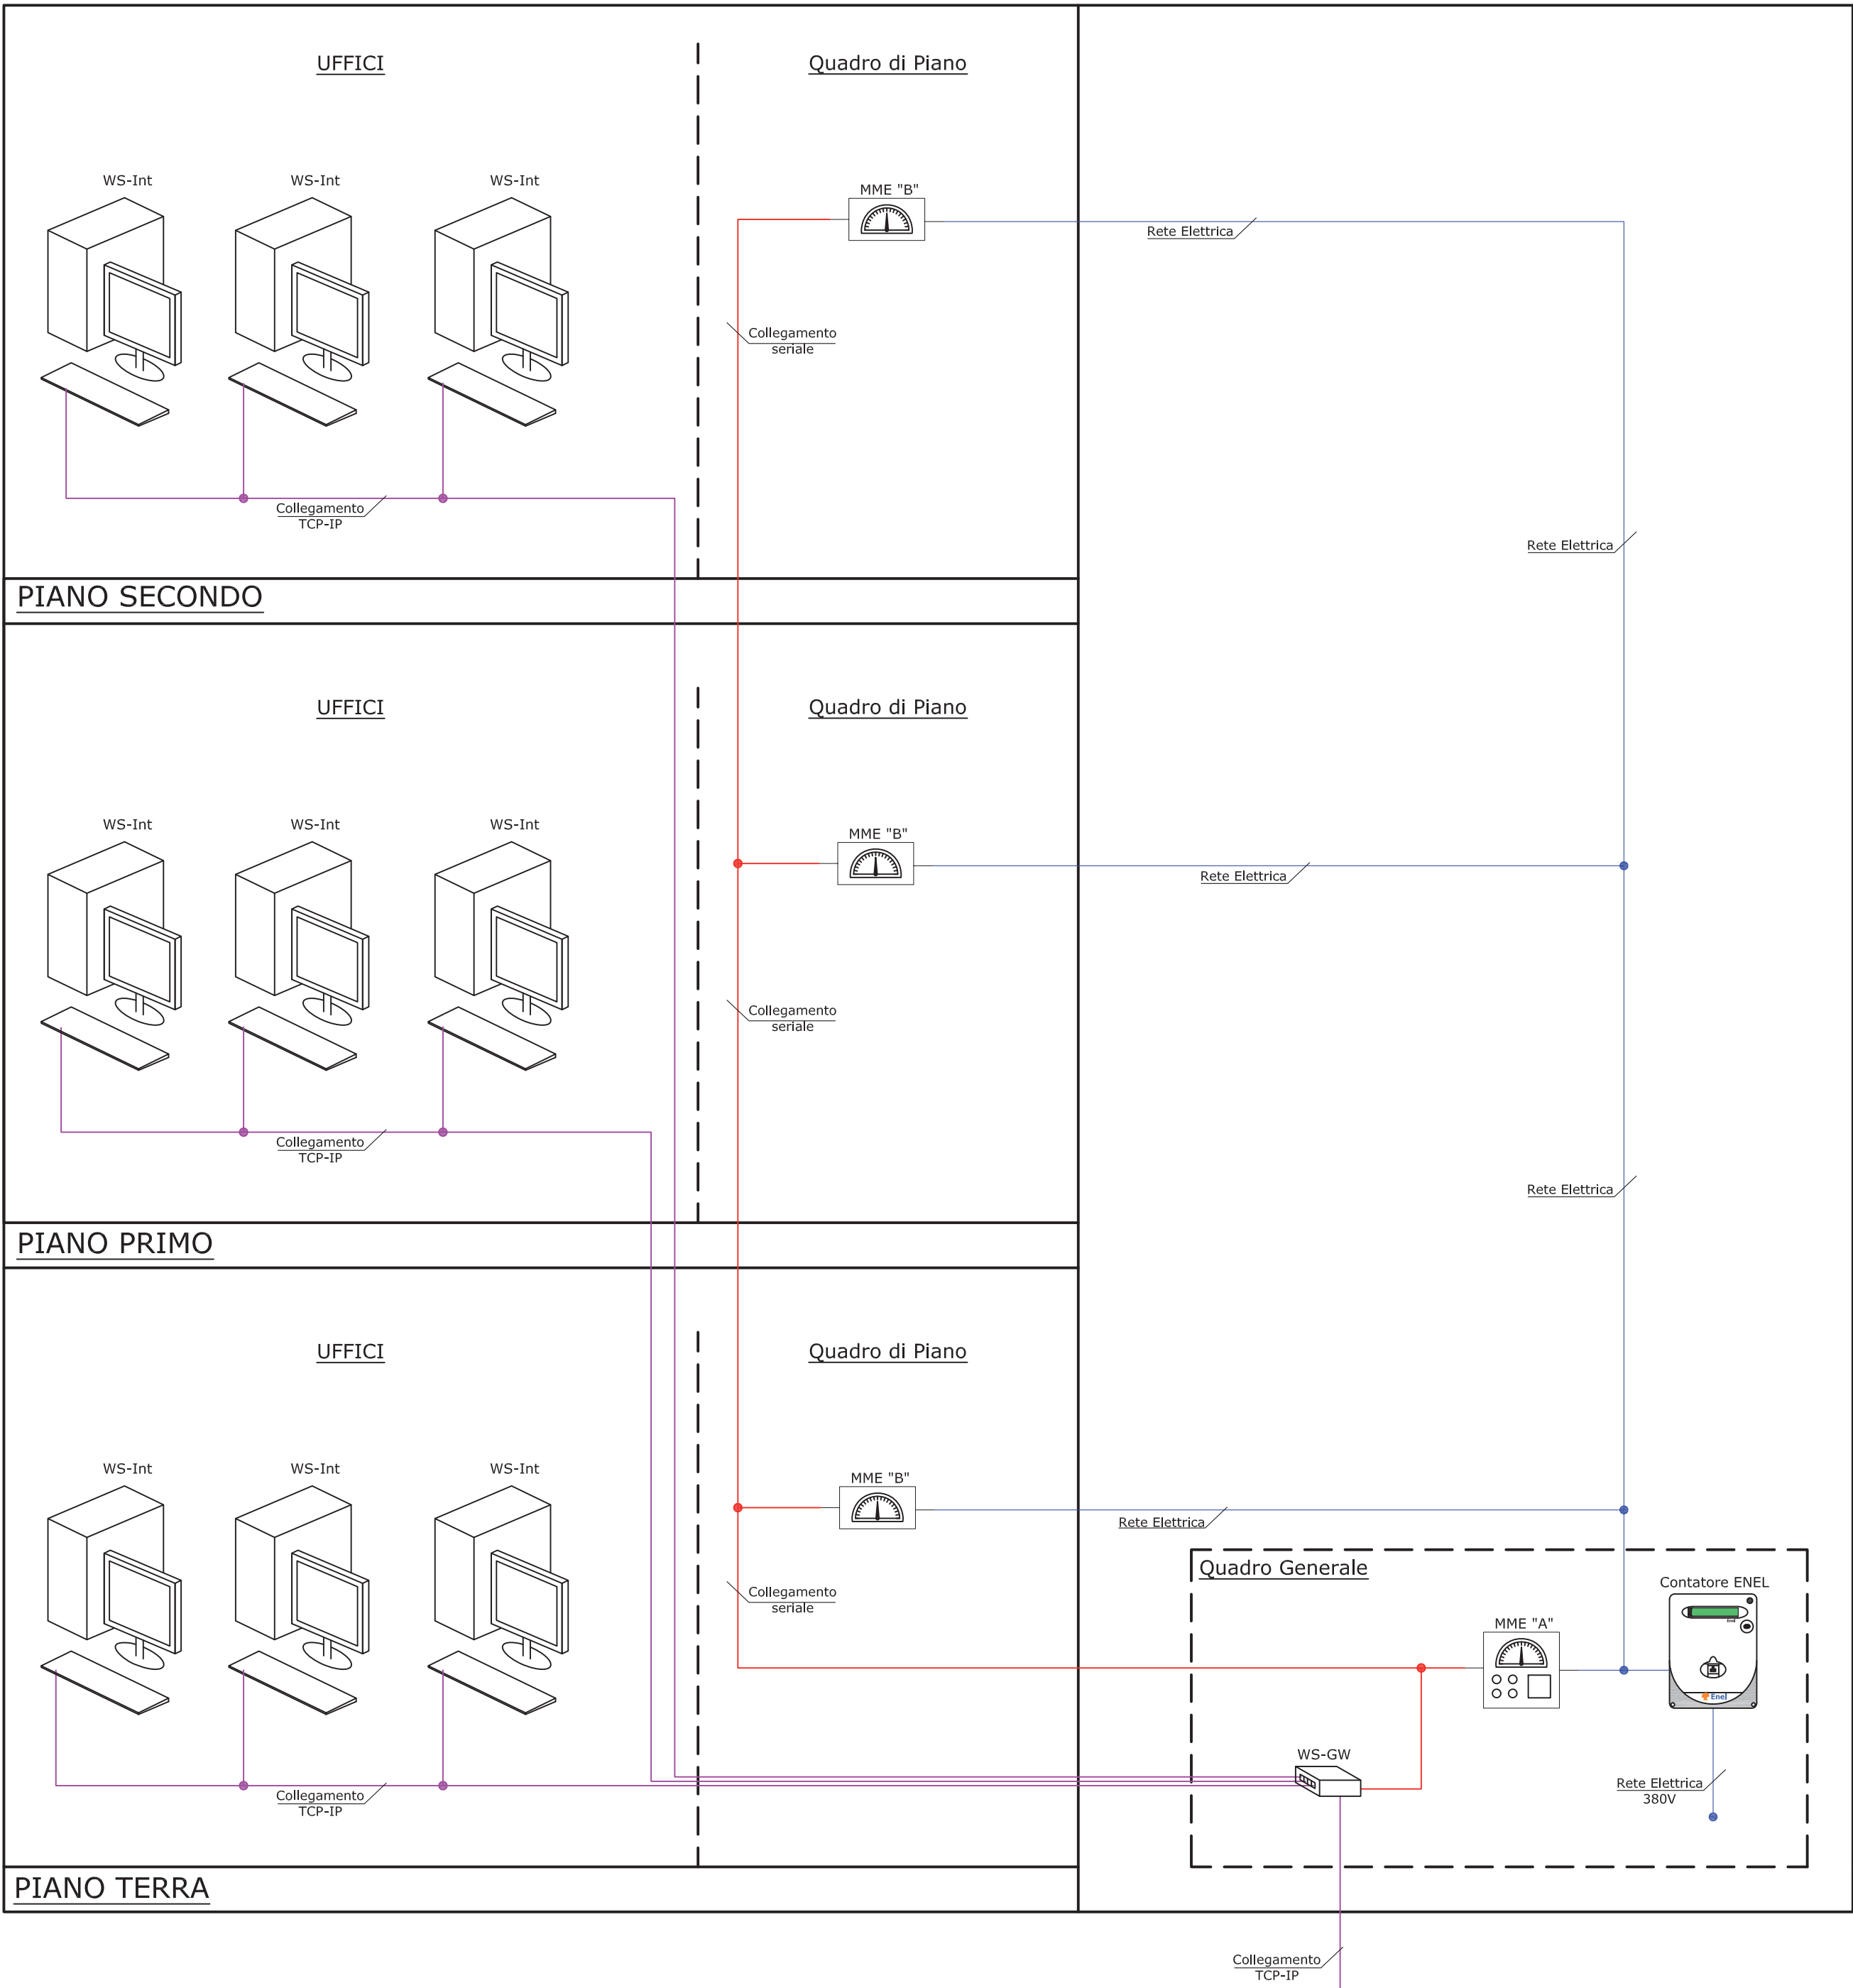 UFFICI
Quadro di Piano
WS-Int
WS-Int
WS-Int
MME "B"
Rete Elettrica
Collegamento
seriale
Collegamento
TCP-IP
Rete Elettrica
PIANO SECONDO
UFFICI
Quadro di Piano
WS-Int
WS-Int
WS-Int
MME "B"
Rete Elettrica
Collegamento
seriale
Collegamento
TCP-IP
Rete Elettrica
PIANO PRIMO
UFFICI
Quadro di Piano
WS-Int
WS-Int
WS-Int
MME "B"
Rete Elettrica
Collegamento
seriale
Quadro Generale
Contatore ENEL
MME "A"
Enel
WS-GW
Rete Elettrica
380V
Collegamento
TCP-IP
PIANO TERRA
Collegamento
TCP-IP